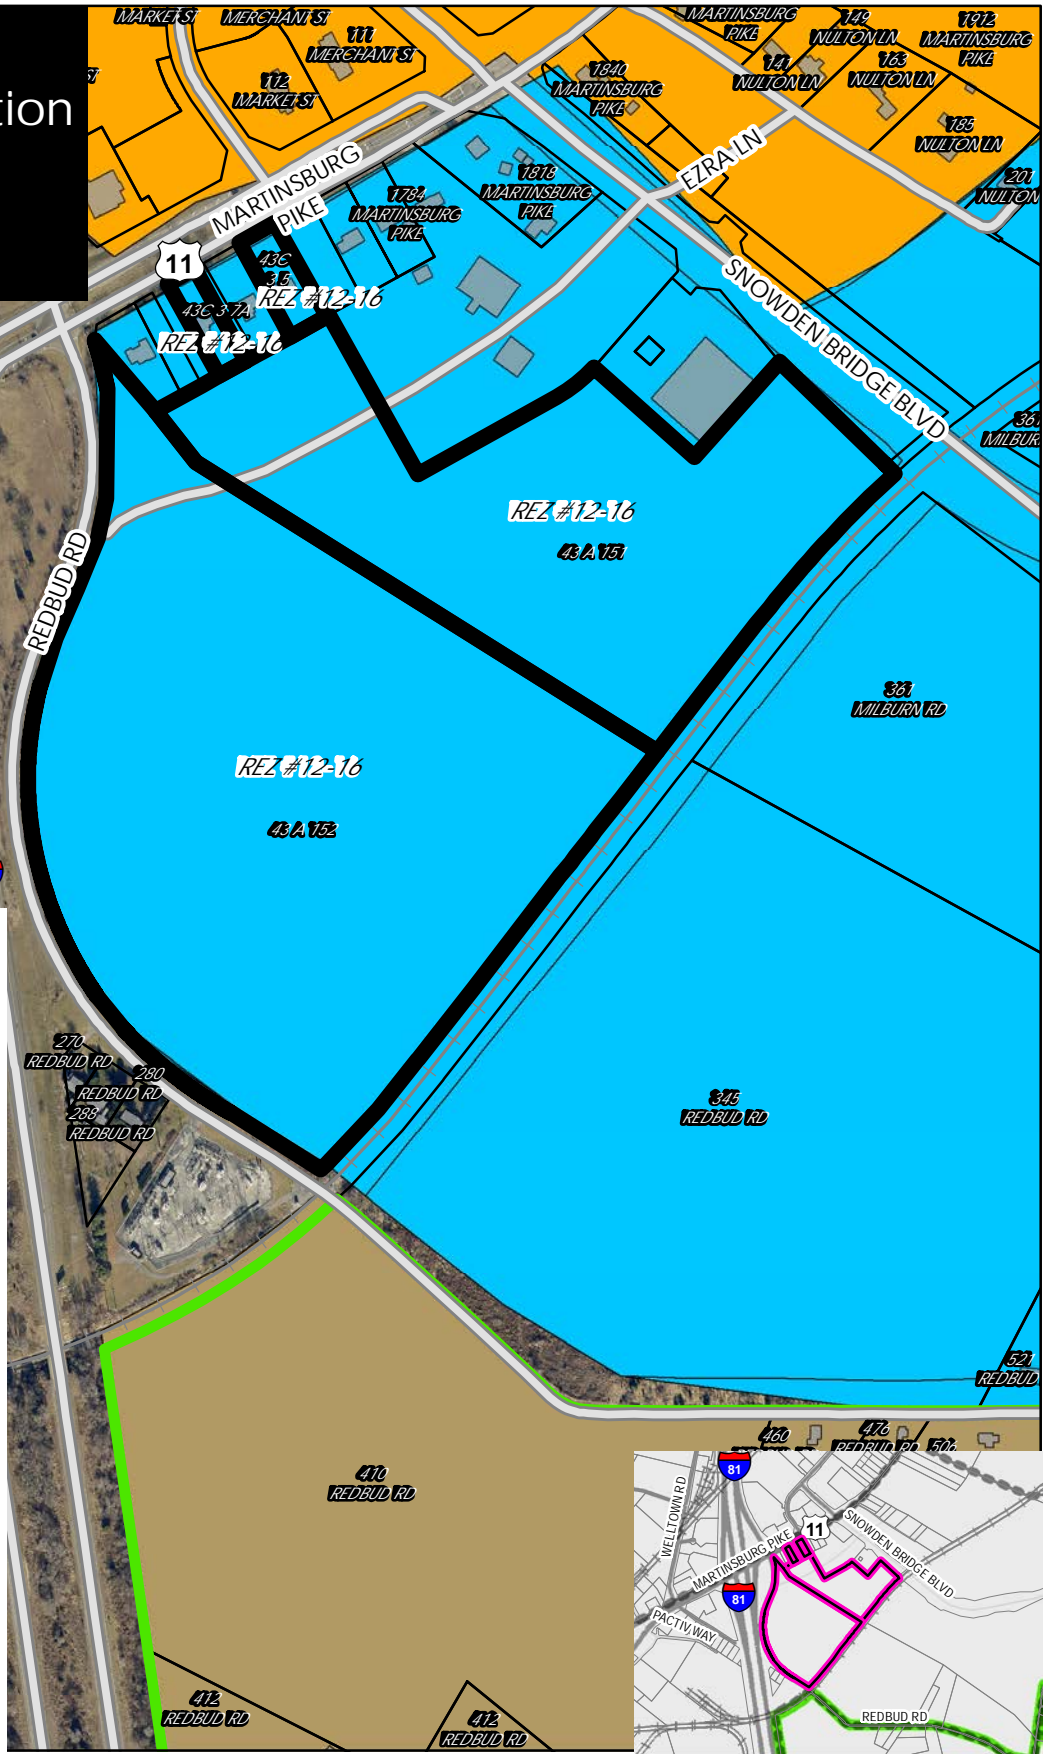 MARKET ST
MERCHANT ST
111
MERCHANT ST
ST
tion
112
MARKET ST
MARTINSBURG
PIKE
149
NULTON LN
1912
MARTINSBURG
PIKE
141
NULTON LN
163
NULTON LN
1840
MARTINSBURG
PIKE
185
NULTON LN
EZRA LN
201
NULTON
MARTINSBURG
PIKE
1784
MARTINSBURG
PIKE
1818
MARTINSBURG
PIKE
11
43C
3 5
REZ #12-16
43C 3 7A
REZ #12-16
SNOWDEN BRIDGE BLVD
361
MILBUR
REZ #12-16
43 A 151
REDBUD RD
361
MILBURN RD
REZ #12-16
43 A 152
270
REDBUD RD
280
REDBUD RD
288
REDBUD RD
345
REDBUD RD
521
REDBUD
460
476
REDBUD RD
506
410
REDBUD RD
412
REDBUD RD
412
REDBUD RD
81
WELLTOWN RD
MARTINSBURG PIKE
11
SNOWDEN BRIDGE BLVD
81
PACTIV WAY
REDBUD RD